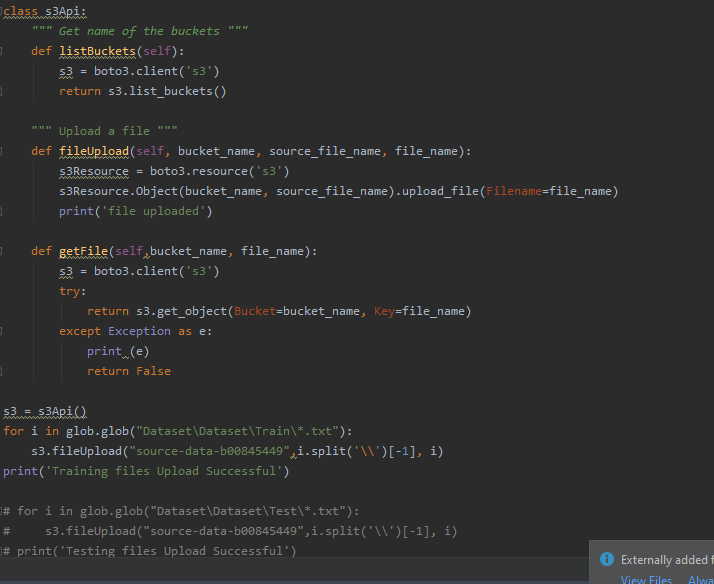 class s3Api:
    """ Get name of the buckets """
    def listBuckets(self):
        s3 = boto3.client('s3')
        return s3.list_buckets()

    """ Upload a file """
    def fileUpload(self, bucket_name, source_file_name, file_name):
        s3Resource = boto3.resource('s3')
        s3Resource.Object(bucket_name, source_file_name).upload_file(Filename=file_name)
        print('file uploaded')

    def getFile(self,bucket_name, file_name):
        s3 = boto3.client('s3')
        try:
            return s3.get_object(Bucket=bucket_name, Key=file_name)
        except Exception as e:
            print (e)
            return False

s3 = s3Api()
for i in glob.glob("Dataset\Dataset\Train\*.txt"):
    s3.fileUpload("source-data-b00845449",i.split('\\')[-1], i)
print('Training files Upload Successful')

# for i in glob.glob("Dataset\Dataset\Test\*.txt"):
#     s3.fileUpload("source-data-b00845449",i.split('\\')[-1], i)
# print('Testing files Upload Successful')
Externally added f
View Files Alwa